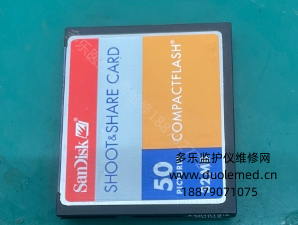 SanDisk
SHOOT&SHARE CARD
50
COMPACTFLASH
多乐监护仪维修网
www.duolemed.cn
18879071075